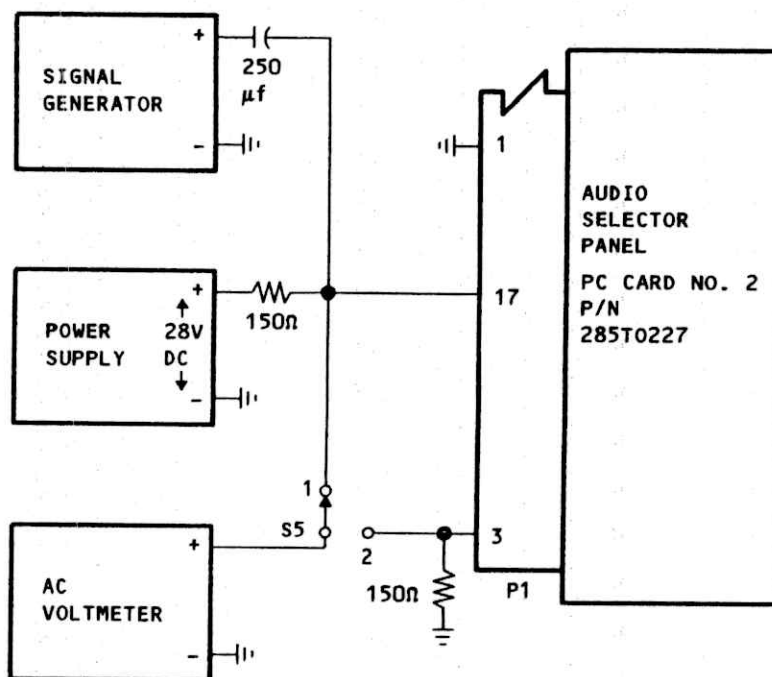 SIGNAL
GENERATOR
+
-
250
µf
POWER
SUPPLY
28V
DC
+
-
150Ω
AC
VOLTMETER
+
-
1
S5
2
150Ω
1
17
3
P1
AUDIO
SELECTOR
PANEL
PC CARD NO. 2
P/N
285T0227